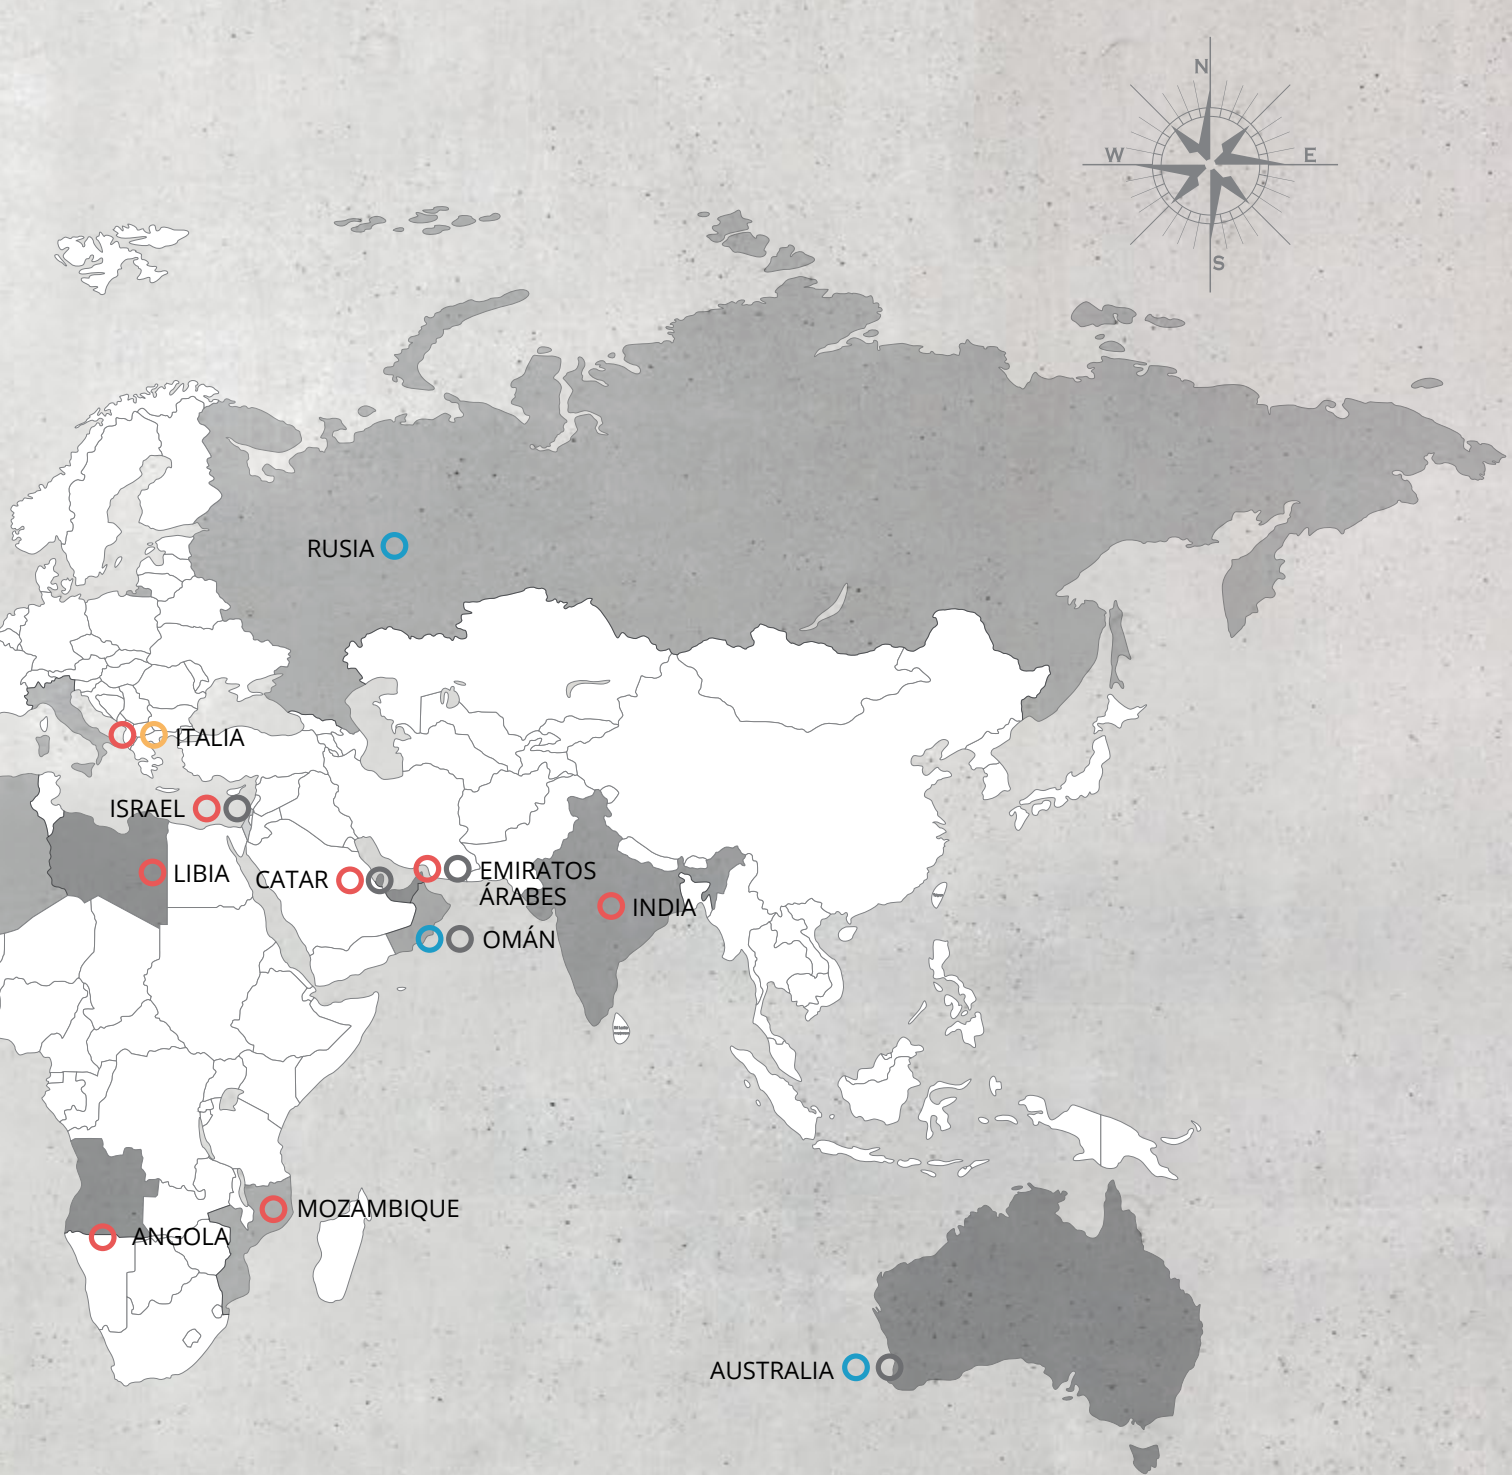 N
W
E
S
RUSIA
ITALIA
ISRAEL
LIBIA
CATAR
EMIRATOS
ÁRABES
INDIA
OMÁN
MOZAMBIQUE
ANGOLA
AUSTRALIA